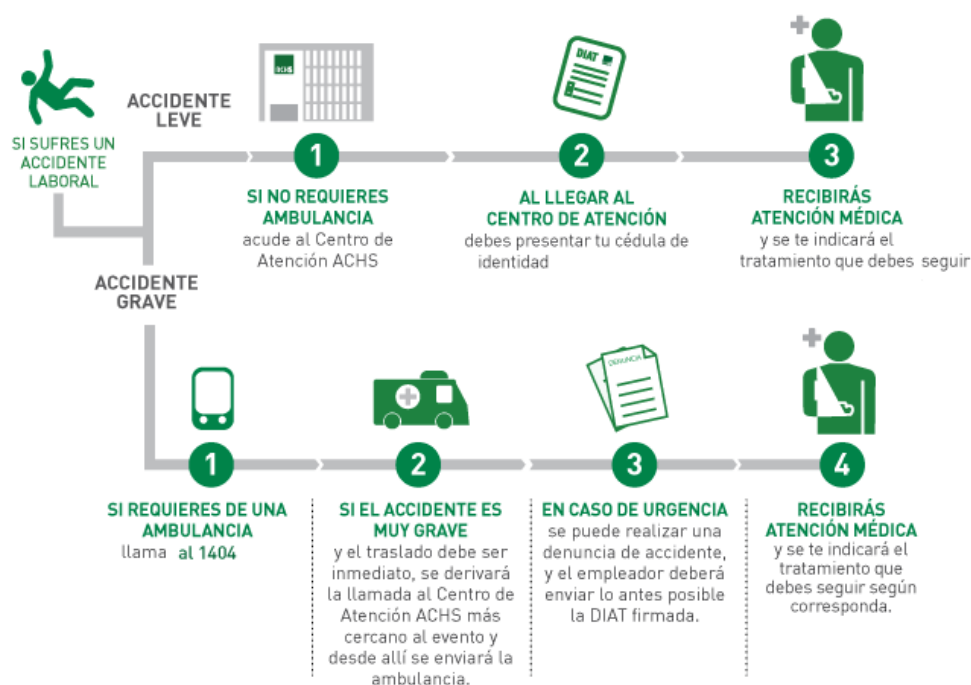 SI SUFRES UN
ACCIDENTE
LABORAL
ACCIDENTE
LEVE
ACHS
1
SI NO REQUIERES
AMBULANCIA
acude al Centro de
Atención ACHS
DIAT
2
AL LLEGAR AL
CENTRO DE ATENCIÓN
debes presentar tu cédula de
identidad
3
RECIBIRÁS
ATENCIÓN MÉDICA
y se te indicará el
tratamiento que debes seguir
ACCIDENTE
GRAVE
1
SI REQUIERES DE UNA
AMBULANCIA
llama al 1404
2
SI EL ACCIDENTE ES
MUY GRAVE
y el traslado debe ser
inmediato, se derivará
la llamada al Centro de
Atención ACHS más
cercano al evento y
desde allí se enviará la
ambulancia.
DENUNCIA
3
EN CASO DE URGENCIA
se puede realizar una
denuncia de accidente,
y el empleador deberá
enviar lo antes posible
la DIAT firmada.
4
RECIBIRÁS
ATENCIÓN MÉDICA
y se te indicará el
tratamiento que
debes seguir según
corresponda.